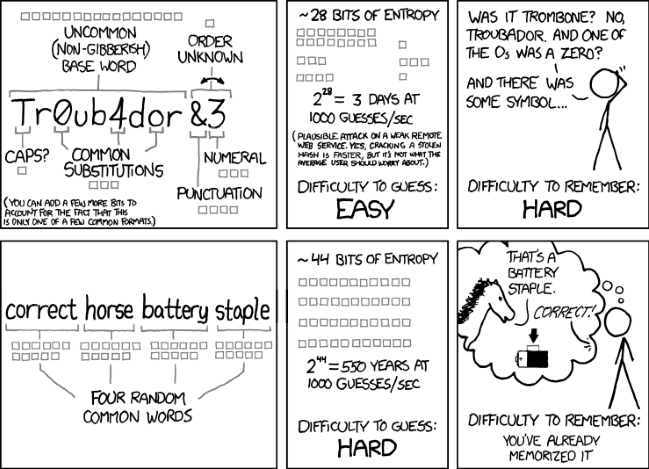 UNCOMMON
(NON-GIBBERISH)
BASE WORD
ORDER
UNKNOWN
Tr0ub4dor &3
CAPS?
COMMON
SUBSTITUTIONS
NUMERAL
PUNCTUATION
(YOU CAN ADD A FEW MORE BITS TO
ACCOUNT FOR THE FACT THAT THIS
IS ONLY ONE OF A FEW COMMON FORMATS.)
~28 BITS OF ENTROPY
2^28 = 3 DAYS AT
1000 GUESSES/SEC
(PLAUSIBLE ATTACK ON A WEAK REMOTE
WEB SERVICE. YES, CRACKING A STOLEN
HASH IS FASTER, BUT IT'S NOT WHAT THE
AVERAGE USER SHOULD WORRY ABOUT.)
DIFFICULTY TO GUESS:
EASY
WAS IT TROMBONE? NO,
TROUBADOR. AND ONE OF
THE Os WAS A ZERO?
AND THERE WAS
SOME SYMBOL...
DIFFICULTY TO REMEMBER:
HARD
correct horse battery staple
FOUR RANDOM
COMMON WORDS
~44 BITS OF ENTROPY
2^44 = 550 YEARS AT
1000 GUESSES/SEC
DIFFICULTY TO GUESS:
HARD
THAT'S A
BATTERY
STAPLE.
CORRECT!
DIFFICULTY TO REMEMBER:
YOU'VE ALREADY
MEMORIZED IT